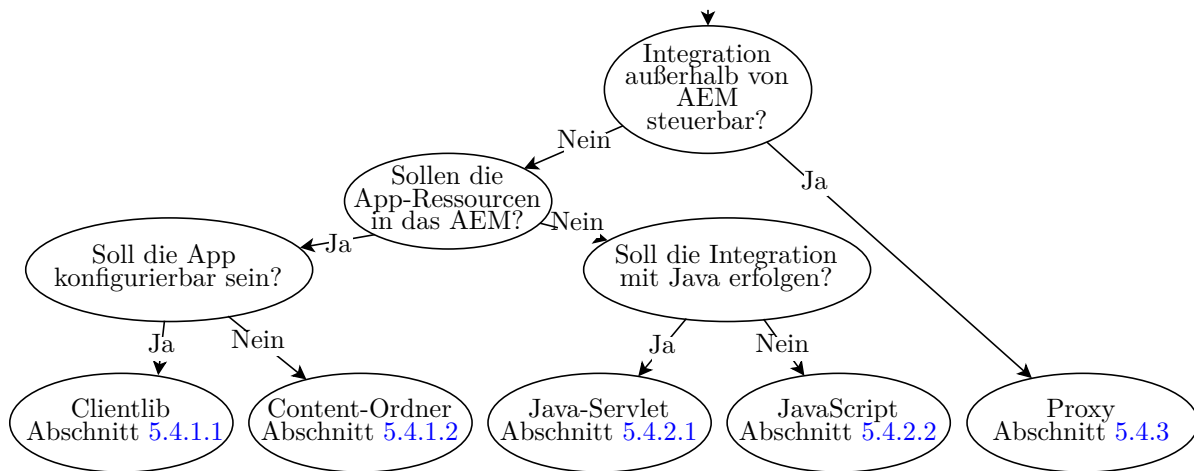 Integration
außerhalb von
AEM
steuerbar?
Nein
Ja
Sollen die
App-Ressourcen
in das AEM?
Ja
Nein
Soll die App
konfigurierbar sein?
Soll die Integration
mit Java erfolgen?
Ja
Nein
Ja
Nein
Clientlib
Abschnitt 5.4.1.1
Content-Ordner
Abschnitt 5.4.1.2
Java-Servlet
Abschnitt 5.4.2.1
JavaScript
Abschnitt 5.4.2.2
Proxy
Abschnitt 5.4.3